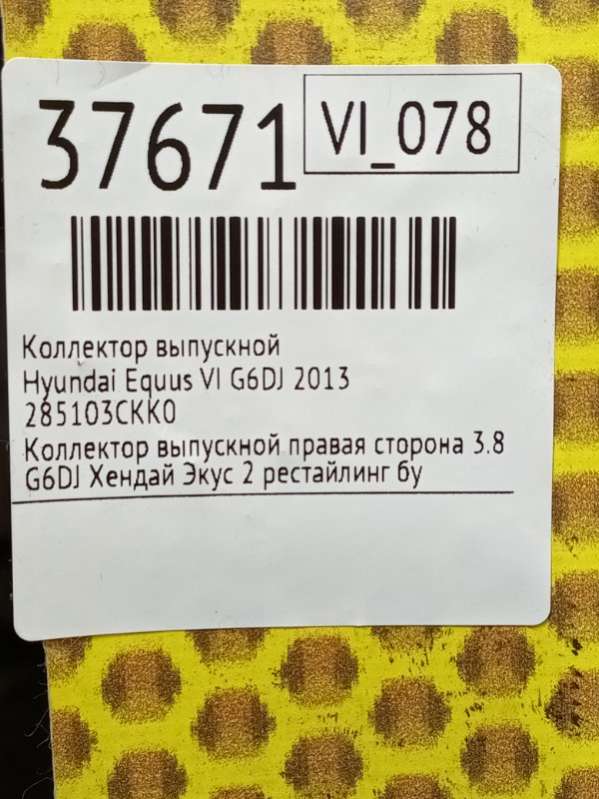 37671
VI_078
Коллектор выпускной
Hyundai Equus VI G6DJ 2013
285103CKK0
Коллектор выпускной правая сторона 3.8
G6DJ Хендай Экус 2 рестайлинг бу